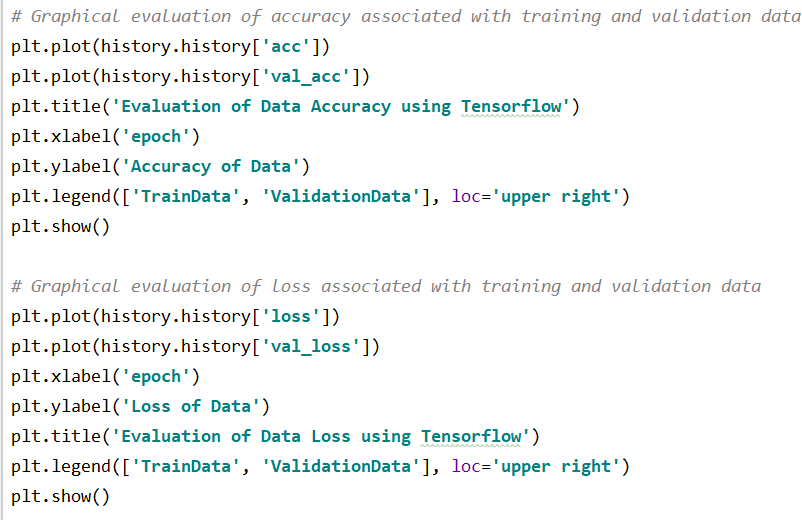 # Graphical evaluation of accuracy associated with training and validation data
plt.plot(history.history['acc'])
plt.plot(history.history['val_acc'])
plt.title('Evaluation of Data Accuracy using Tensorflow')
plt.xlabel('epoch')
plt.ylabel('Accuracy of Data')
plt.legend(['TrainData', 'ValidationData'], loc='upper right')
plt.show()
# Graphical evaluation of loss associated with training and validation data
plt.plot(history.history['loss'])
plt.plot(history.history['val_loss'])
plt.xlabel('epoch')
plt.ylabel('Loss of Data')
plt.title('Evaluation of Data Loss using Tensorflow')
plt.legend(['TrainData', 'ValidationData'], loc='upper right')
plt.show()